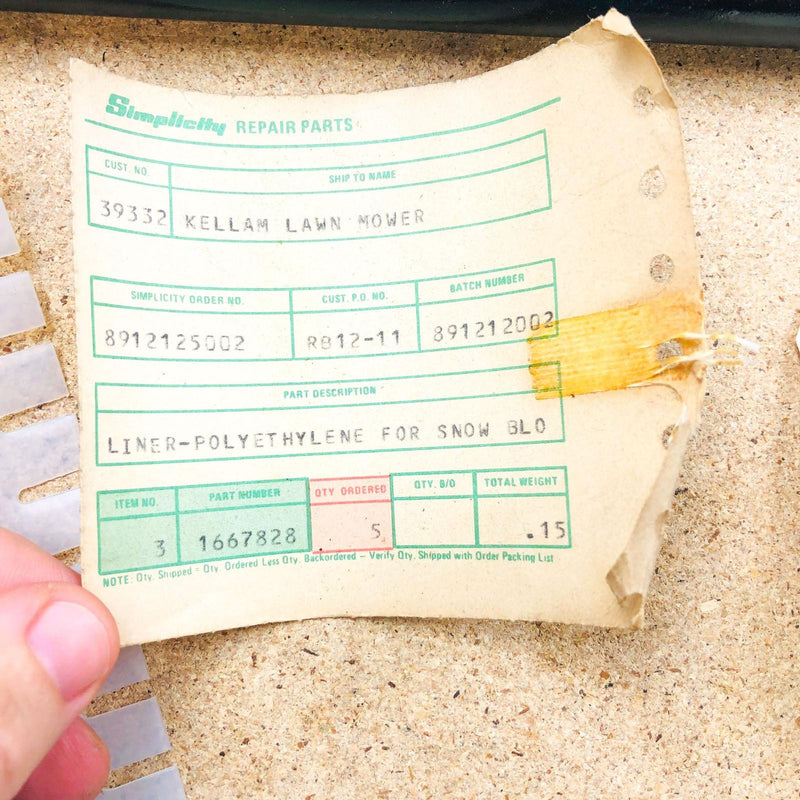 Simplicity REPAIR PARTS
CUST. NO. SHIP TO NAME
39332 KELLAM LAWN MOWER
SIMPLICITY ORDER NO. CUST. P.O. NO. BATCH NUMBER
8912125002 RB12-11 891212002
PART DESCRIPTION
LINER-POLYETHYLENE FOR SNOW BLO
ITEM NO. PART NUMBER QTY ORDERED QTY. B/O TOTAL WEIGHT
3 1667828 5 .15
NOTE: Qty. Shipped = Qty. Ordered Less Qty. Backordered – Verify Qty. Shipped with Order Packing List